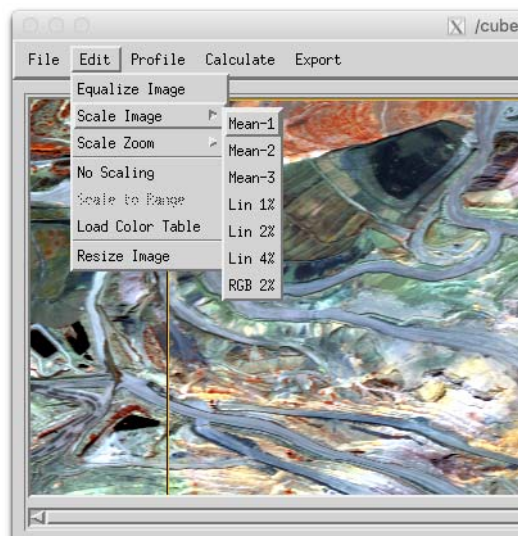 /cube
File Edit Profile Calculate Export
Equalize Image
Scale Image
Scale Zoom
No Scaling
Scale to Range
Load Color Table
Resize Image
Mean-1
Mean-2
Mean-3
Lin 1%
Lin 2%
Lin 4%
RGB 2%